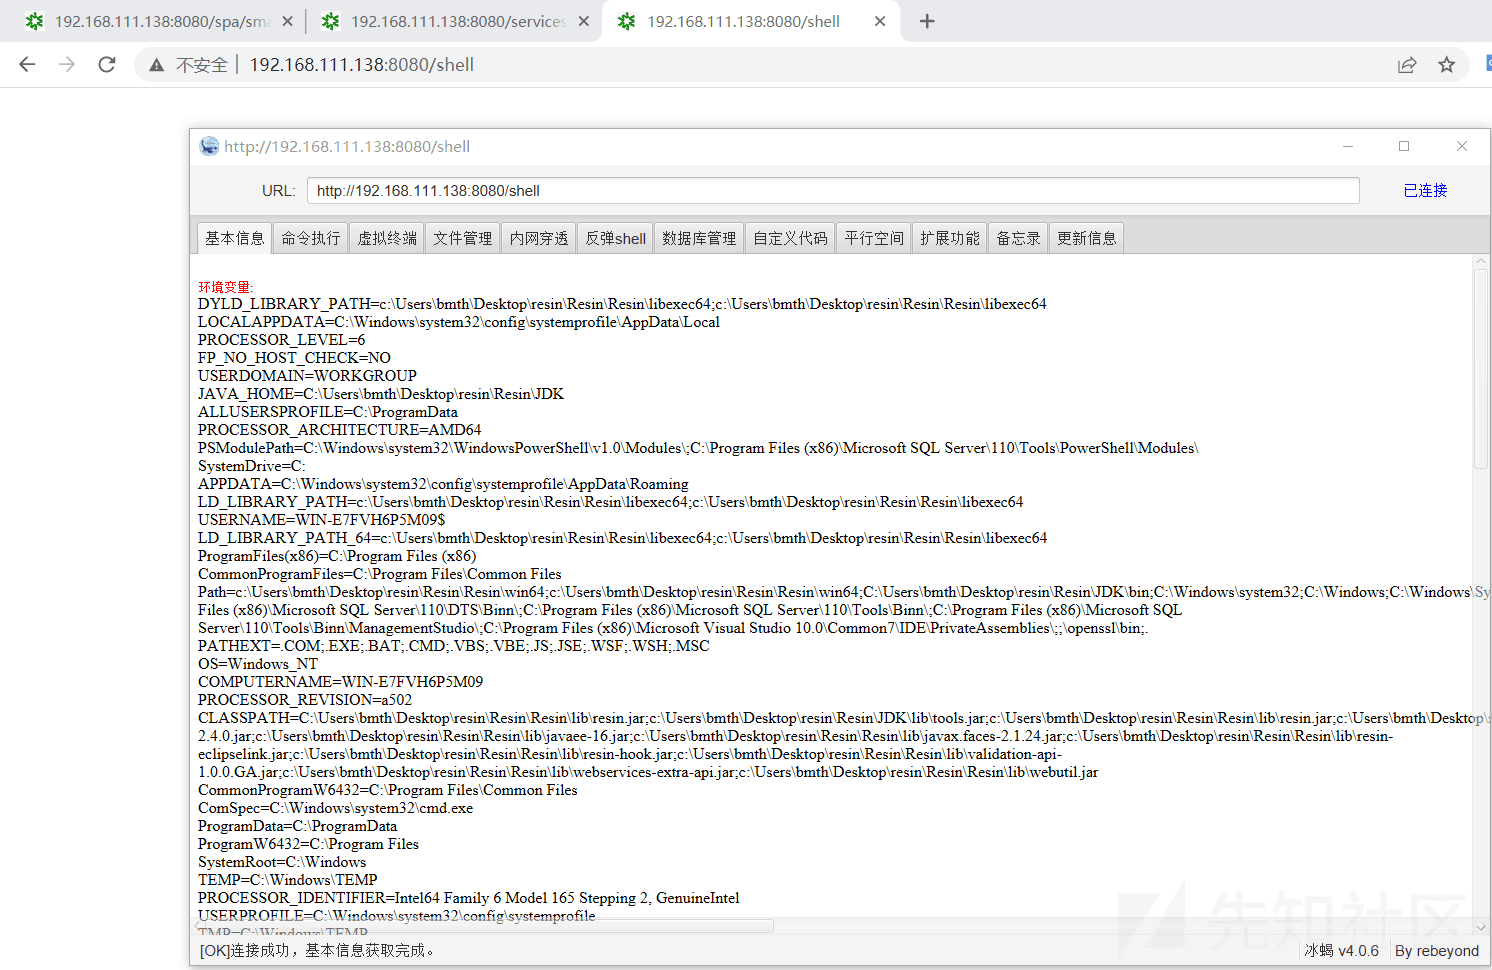 192.168.111.138:8080/spa/sma
192.168.111.138:8080/services
192.168.111.138:8080/shell
不安全 192.168.111.138:8080/shell
http://192.168.111.138:8080/shell
URL: http://192.168.111.138:8080/shell 已连接
基本信息 命令执行 虚拟终端 文件管理 内网穿透 反弹shell 数据库管理 自定义代码 平行空间 扩展功能 备忘录 更新信息
环境变量:
DYLD_LIBRARY_PATH=c:\Users\bmth\Desktop\resin\Resin\Resin\libexec64;c:\Users\bmth\Desktop\resin\Resin\Resin\libexec64
LOCALAPPDATA=C:\Windows\system32\config\systemprofile\AppData\Local
PROCESSOR_LEVEL=6
FP_NO_HOST_CHECK=NO
USERDOMAIN=WORKGROUP
JAVA_HOME=C:\Users\bmth\Desktop\resin\Resin\JDK
ALLUSERSPROFILE=C:\ProgramData
PROCESSOR_ARCHITECTURE=AMD64
PSModulePath=C:\Windows\system32\WindowsPowerShell\v1.0\Modules\;C:\Program Files (x86)\Microsoft SQL Server\110\Tools\PowerShell\Modules\
SystemDrive=C:
APPDATA=C:\Windows\system32\config\systemprofile\AppData\Roaming
LD_LIBRARY_PATH=c:\Users\bmth\Desktop\resin\Resin\Resin\libexec64;c:\Users\bmth\Desktop\resin\Resin\Resin\libexec64
USERNAME=WIN-E7FVH6P5M09$
LD_LIBRARY_PATH_64=c:\Users\bmth\Desktop\resin\Resin\Resin\libexec64;c:\Users\bmth\Desktop\resin\Resin\Resin\libexec64
ProgramFiles(x86)=C:\Program Files (x86)
CommonProgramFiles=C:\Program Files\Common Files
Path=c:\Users\bmth\Desktop\resin\Resin\Resin\win64;c:\Users\bmth\Desktop\resin\Resin\Resin\win64;C:\Users\bmth\Desktop\resin\Resin\JDK\bin;C:\Windows\system32;C:\Windows;C:\Windows\Sy
Files (x86)\Microsoft SQL Server\110\DTS\Binn\;C:\Program Files (x86)\Microsoft SQL Server\110\Tools\Binn\;C:\Program Files (x86)\Microsoft SQL
Server\110\Tools\Binn\ManagementStudio\;C:\Program Files (x86)\Microsoft Visual Studio 10.0\Common7\IDE\PrivateAssemblies\;;\openssl\bin;.
PATHEXT=.COM;.EXE;.BAT;.CMD;.VBS;.VBE;.JS;.JSE;.WSF;.WSH;.MSC
OS=Windows_NT
COMPUTERNAME=WIN-E7FVH6P5M09
PROCESSOR_REVISION=a502
CLASSPATH=C:\Users\bmth\Desktop\resin\Resin\Resin\lib\resin.jar;c:\Users\bmth\Desktop\resin\Resin\JDK\lib\tools.jar;c:\Users\bmth\Desktop\resin\Resin\Resin\lib\resin.jar;c:\Users\bmth\Desktop\
2.4.0.jar;c:\Users\bmth\Desktop\resin\Resin\Resin\lib\javaee-16.jar;c:\Users\bmth\Desktop\resin\Resin\Resin\lib\javax.faces-2.1.24.jar;c:\Users\bmth\Desktop\resin\Resin\Resin\lib\resin-
eclipselink.jar;c:\Users\bmth\Desktop\resin\Resin\Resin\lib\resin-hook.jar;c:\Users\bmth\Desktop\resin\Resin\Resin\lib\validation-api-
1.0.0.GA.jar;c:\Users\bmth\Desktop\resin\Resin\Resin\lib\webservices-extra-api.jar;c:\Users\bmth\Desktop\resin\Resin\Resin\lib\webutil.jar
CommonProgramW6432=C:\Program Files\Common Files
ComSpec=C:\Windows\system32\cmd.exe
ProgramData=C:\ProgramData
ProgramW6432=C:\Program Files
SystemRoot=C:\Windows
TEMP=C:\Windows\TEMP
PROCESSOR_IDENTIFIER=Intel64 Family 6 Model 165 Stepping 2, GenuineIntel
USERPROFILE=C:\Windows\system32\config\systemprofile
TMP=C:\Windows\TEMP
先知社区
[OK]连接成功，基本信息获取完成。 冰蝎 v4.0.6 By rebeyond